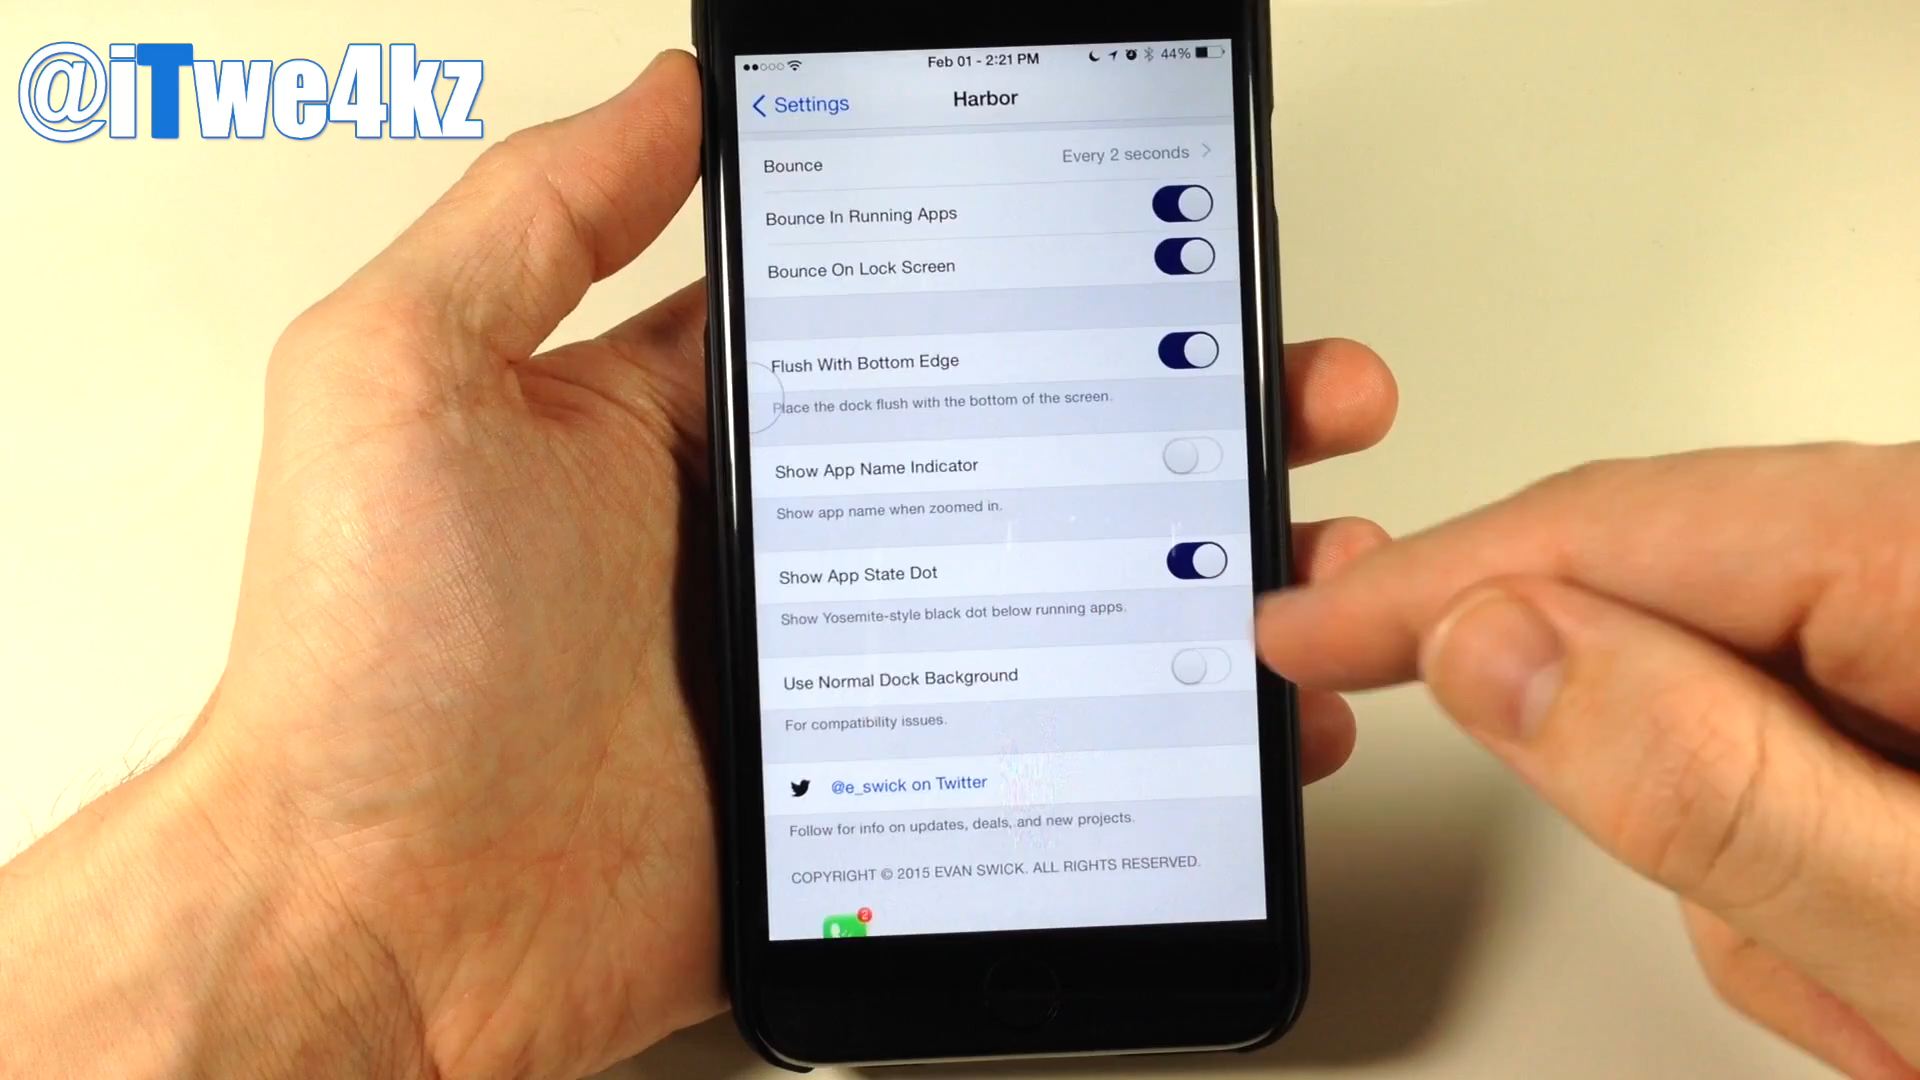 @iTwe4kz
Feb 01 - 2:21 PM
44%
Settings
Harbor
Bounce
Every 2 seconds
Bounce In Running Apps
Bounce On Lock Screen
Flush With Bottom Edge
Place the dock flush with the bottom of the screen.
Show App Name Indicator
Show app name when zoomed in.
Show App State Dot
Show Yosemite-style black dot below running apps.
Use Normal Dock Background
For compatibility issues.
@e_swick on Twitter
Follow for info on updates, deals, and new projects.
COPYRIGHT © 2015 EVAN SWICK. ALL RIGHTS RESERVED.
2